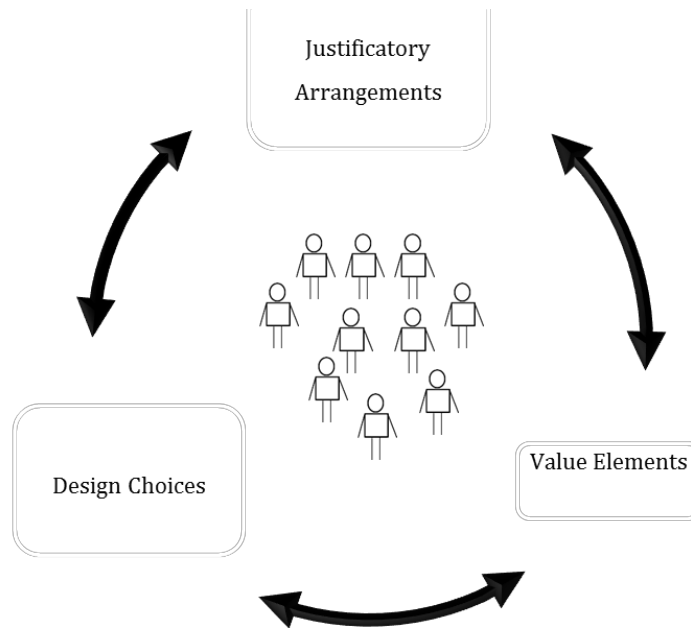 Justificatory
Arrangements
Design Choices
Value Elements